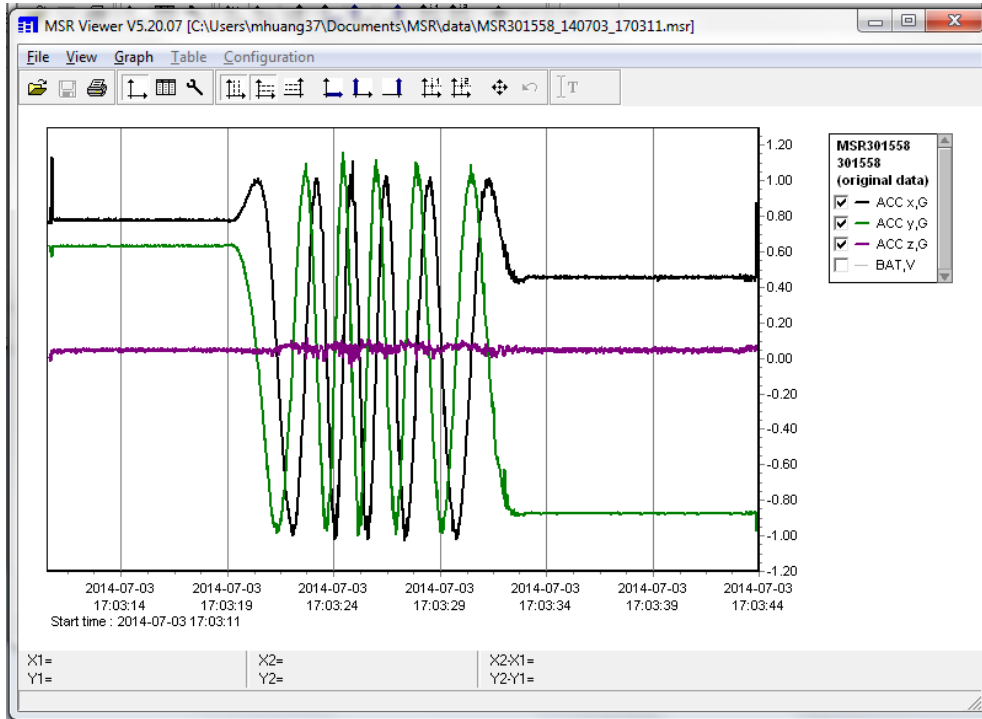 MSR Viewer V5.20.07 [C:\Users\mhuang37\Documents\MSR\data\MSR301558_140703_170311.msr]
File View Graph Table Configuration
T
1.20
1.00
0.80
0.60
0.40
0.20
0.00
-0.20
-0.40
-0.60
-0.80
-1.00
-1.20
MSR301558
301558
(original data)
ACC x,G
ACC y,G
ACC z,G
BAT,V
2014-07-03 2014-07-03 2014-07-03 2014-07-03 2014-07-03 2014-07-03 2014-07-03
17:03:14 17:03:19 17:03:24 17:03:29 17:03:34 17:03:39 17:03:44
Start time : 2014-07-03 17:03:11
X1= X2= X2-X1=
Y1= Y2= Y2-Y1=